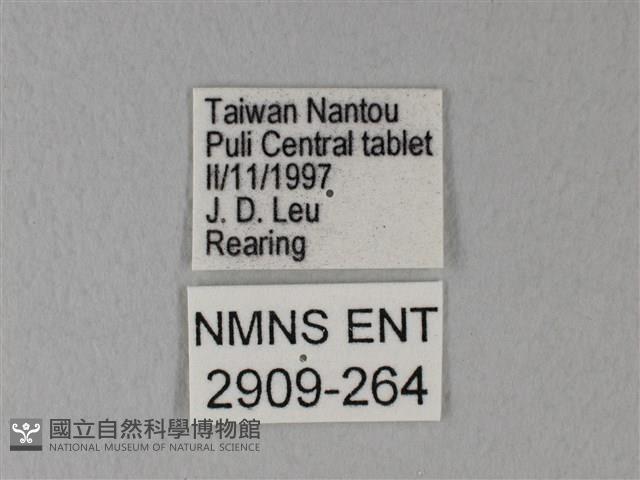 Taiwan Nantou
Puli Central tablet
II/11/1997
J. D. Leu
Rearing
NMNS ENT
2909-264
國立自然科學博物館
NATIONAL MUSEUM OF NATURAL SCIENCE